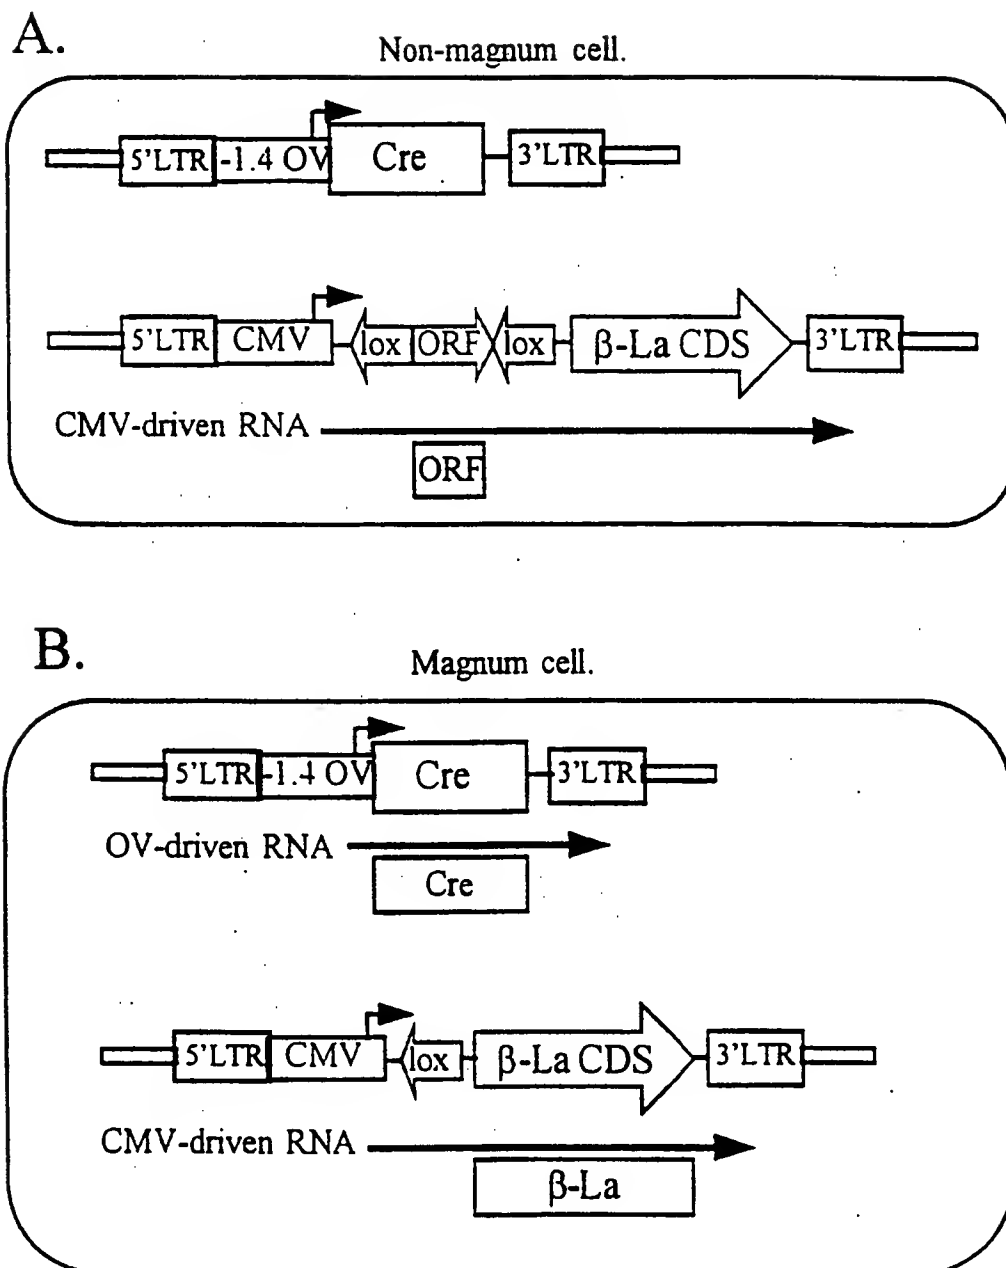 A.
Non-magnum cell.
5'LTR -1.4 OV Cre 3'LTR
5'LTR CMV lox ORF lox β-La CDS 3'LTR
CMV-driven RNA
ORF
B.
Magnum cell.
5'LTR -1.4 OV Cre 3'LTR
OV-driven RNA
Cre
5'LTR CMV lox β-La CDS 3'LTR
CMV-driven RNA
β-La